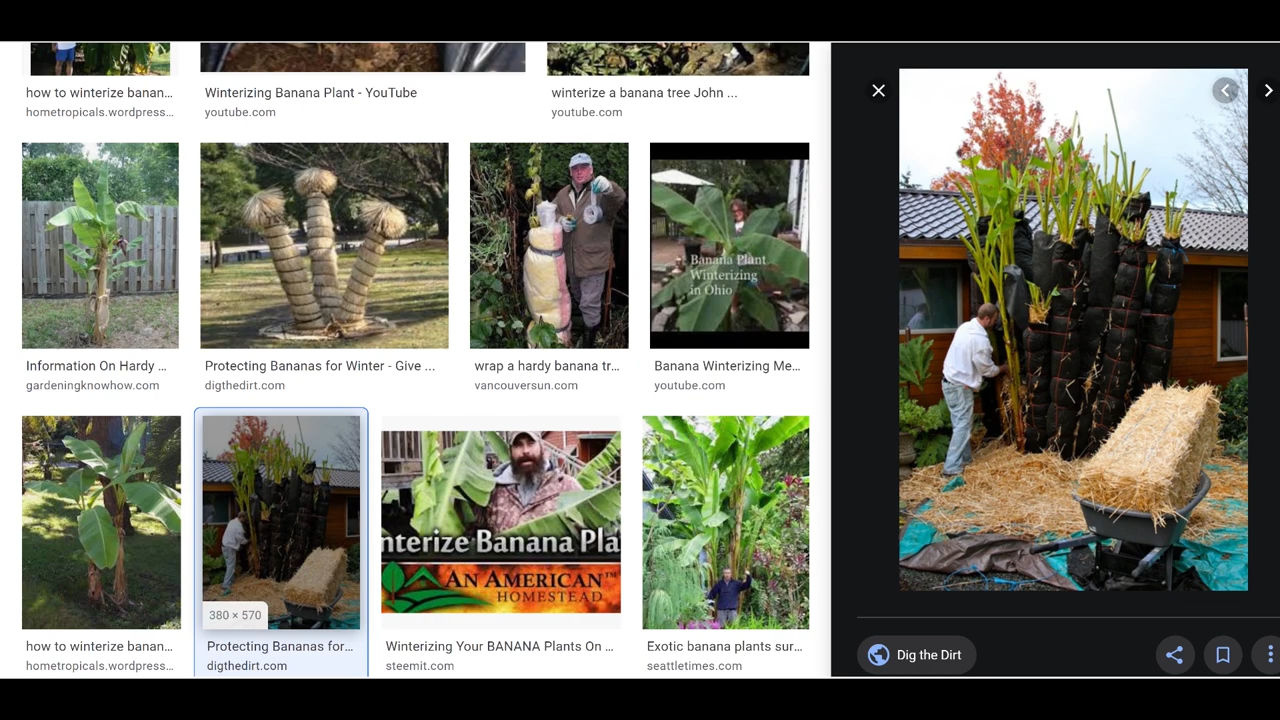 how to winterize banan...
Winterizing Banana Plant - YouTube
winterize a banana tree John ...
hometropicals.wordpress...
youtube.com
youtube.com
Banana Plant
Winterizing
in Ohio
Information On Hardy ...
Protecting Bananas for Winter - Give ...
wrap a hardy banana tr...
Banana Winterizing Me...
gardeningknowhow.com
digthedirt.com
vancouversun.com
youtube.com
nterize Banana Pla
AN AMERICAN™
HOMESTEAD
380 × 570
how to winterize banan...
Protecting Bananas for...
Winterizing Your BANANA Plants On ...
Exotic banana plants sur...
hometropicals.wordpress...
digthedirt.com
steemit.com
seattletimes.com
Dig the Dirt